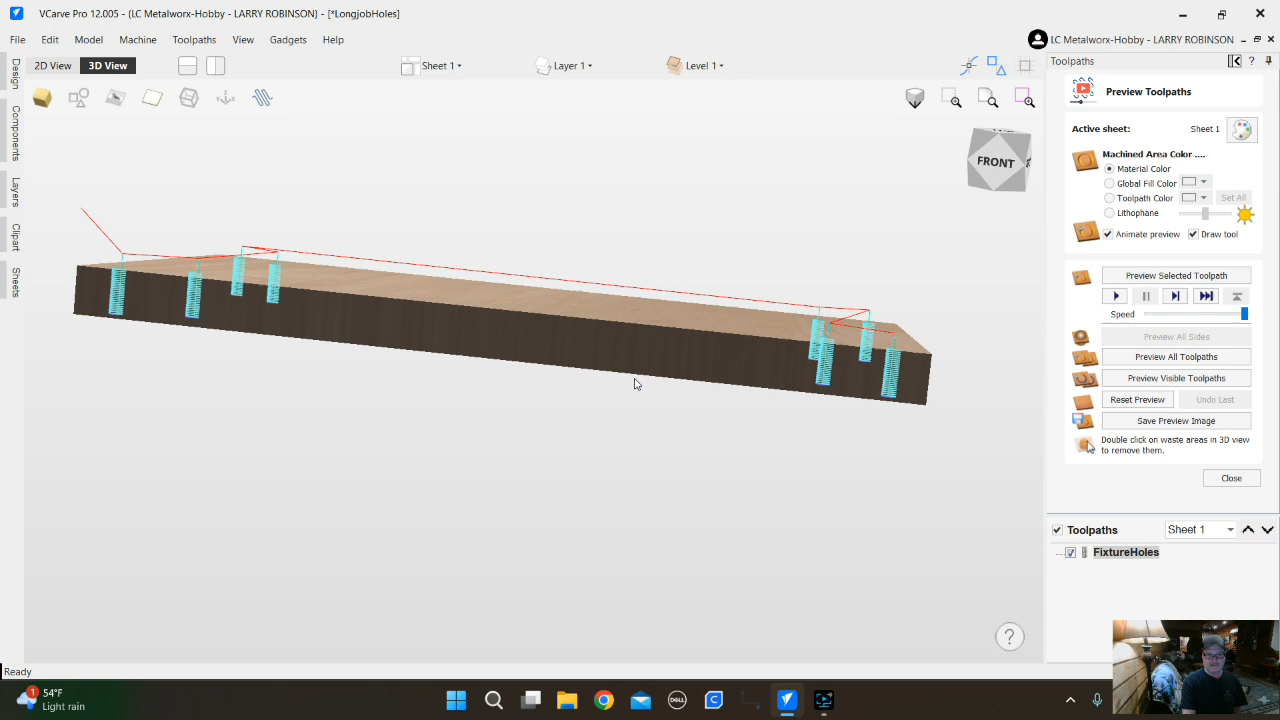 VCarve Pro 12.005 - {LC Metalworx-Hobby - LARRY ROBINSON} - [*LongjobHoles]
File Edit Model Machine Toolpaths View Gadgets Help
LC Metalworx-Hobby - LARRY ROBINSON
2D View 3D View Sheet 1 Layer 1 Level 1
Design
Components
Layers
Clipart
Sheets
FRONT
Toolpaths
Preview Toolpaths
Active sheet: Sheet 1
Machined Area Color ....
Material Color
Global Fill Color
Toolpath Color Set All
Lithophane
Animate preview Draw tool
Preview Selected Toolpath
Speed
Preview All Sides
Preview All Toolpaths
Preview Visible Toolpaths
Reset Preview Undo Last
Save Preview Image
Double click on waste areas in 3D view
to remove them.
Close
Toolpaths Sheet 1
FixtureHoles
?
Ready
1
54°F
Light rain
DELL